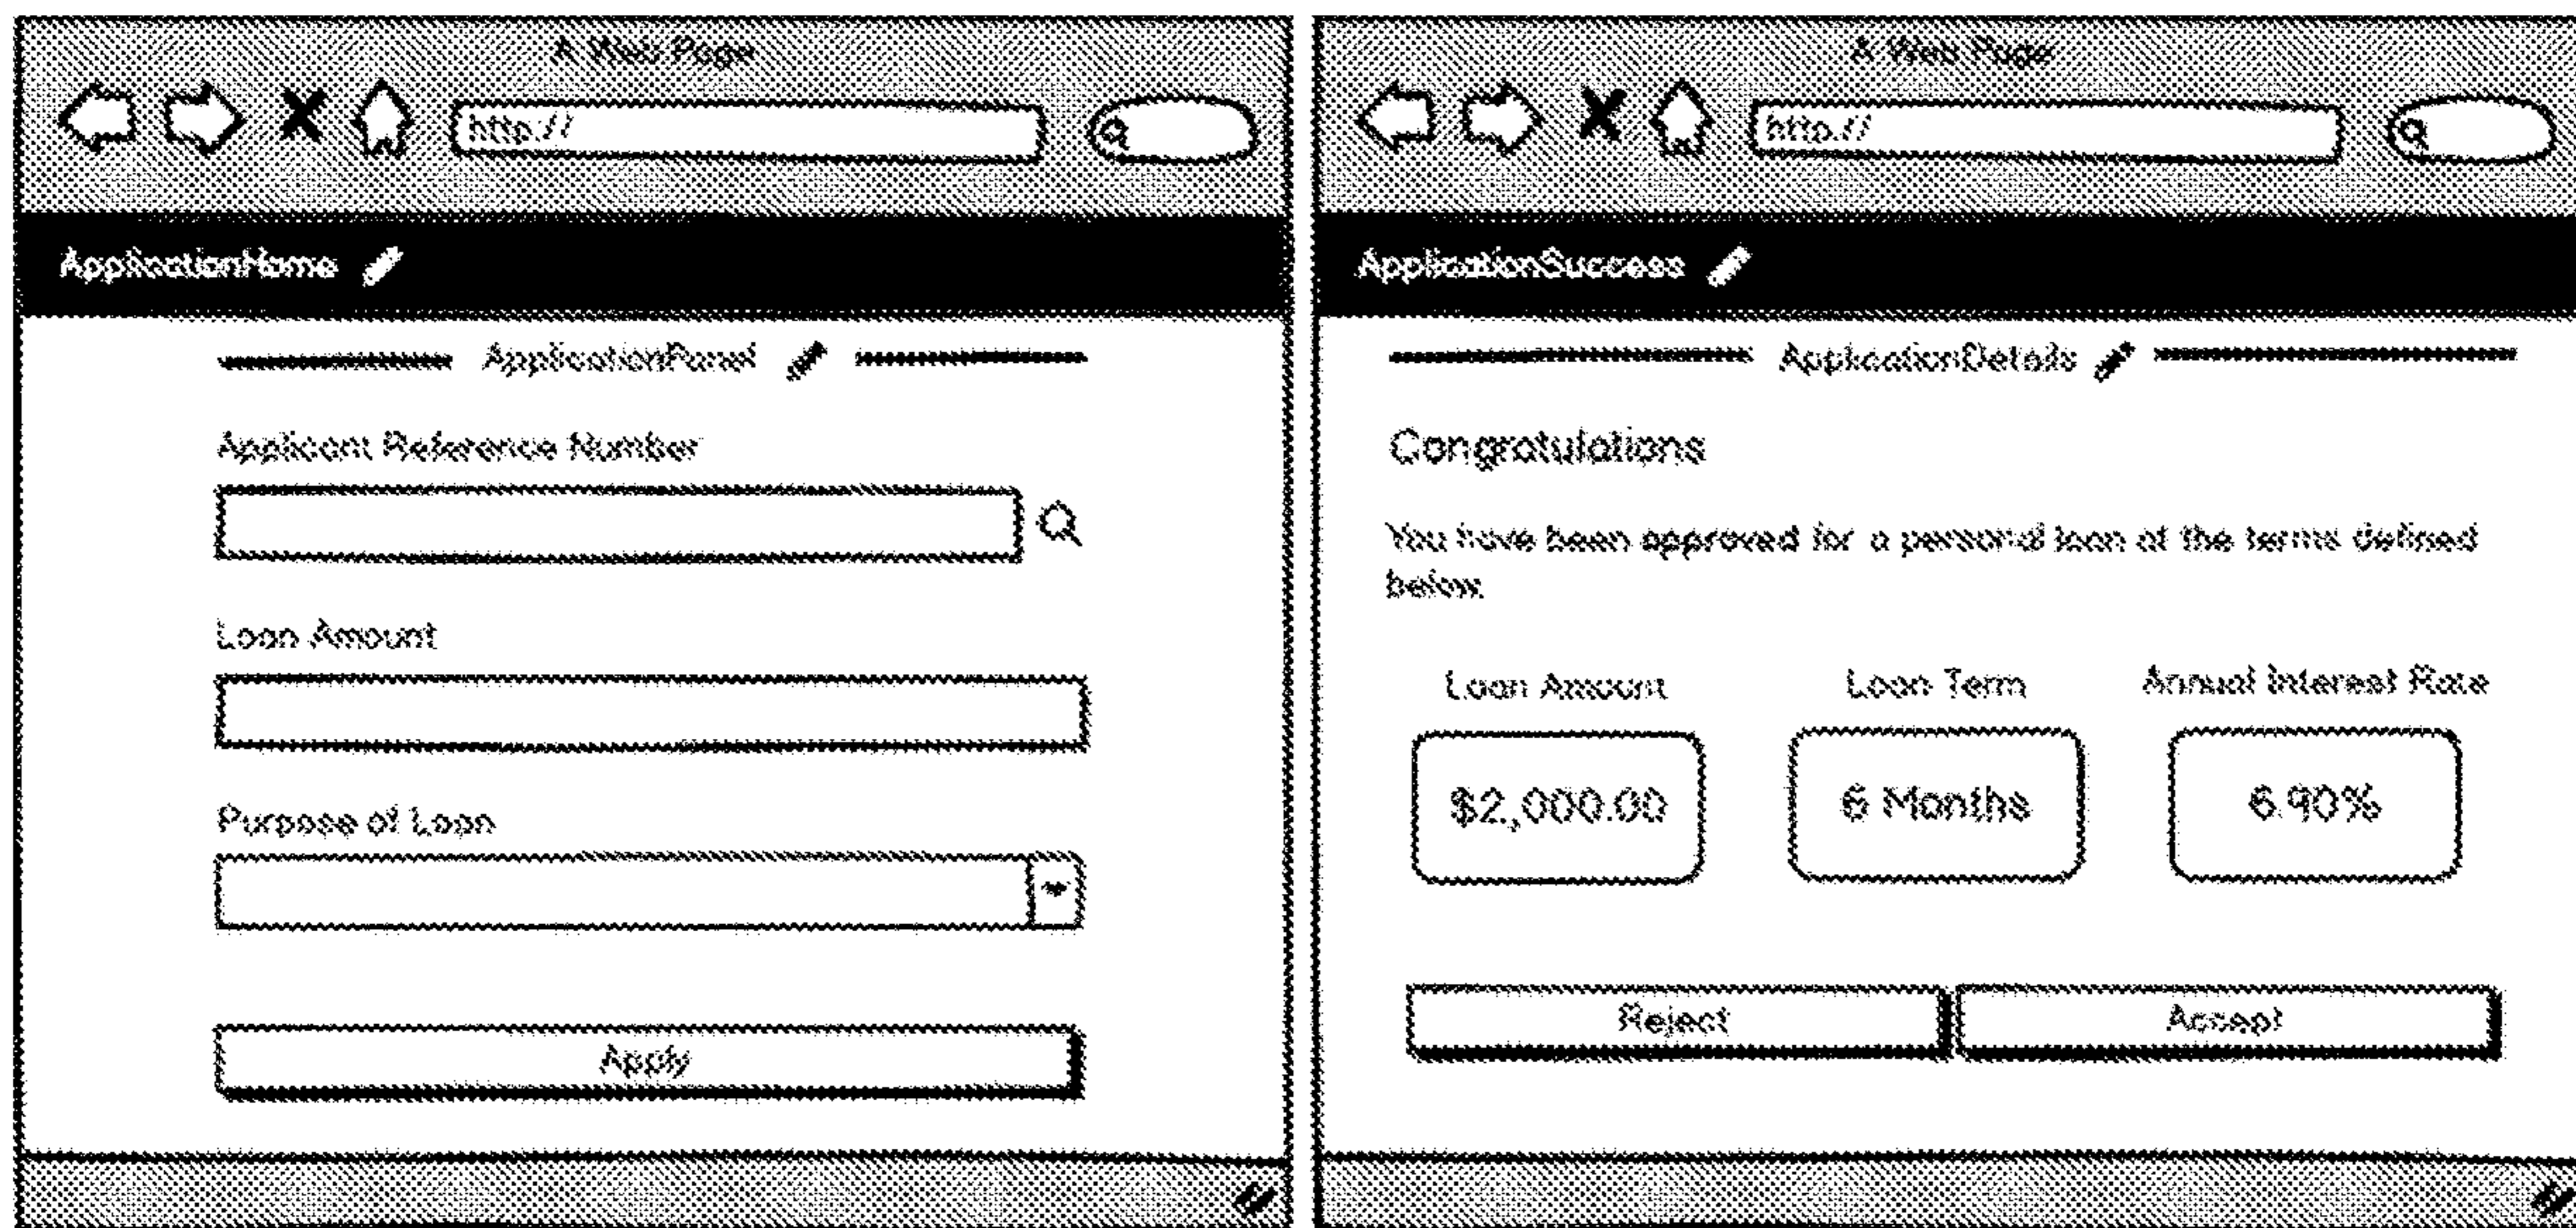 A Web Page
http://
ApplicationHome
ApplicationPanel
Applicant Reference Number
Loan Amount
Purpose of Loan
Apply
A Web Page
http://
ApplicationSuccess
ApplicationDetails
Congratulations
You have been approved for a personal loan at the terms defined
below.
Loan Amount Loan Term Annual Interest Rate
$2,000.00 6 Months 6.90%
Reject Accept